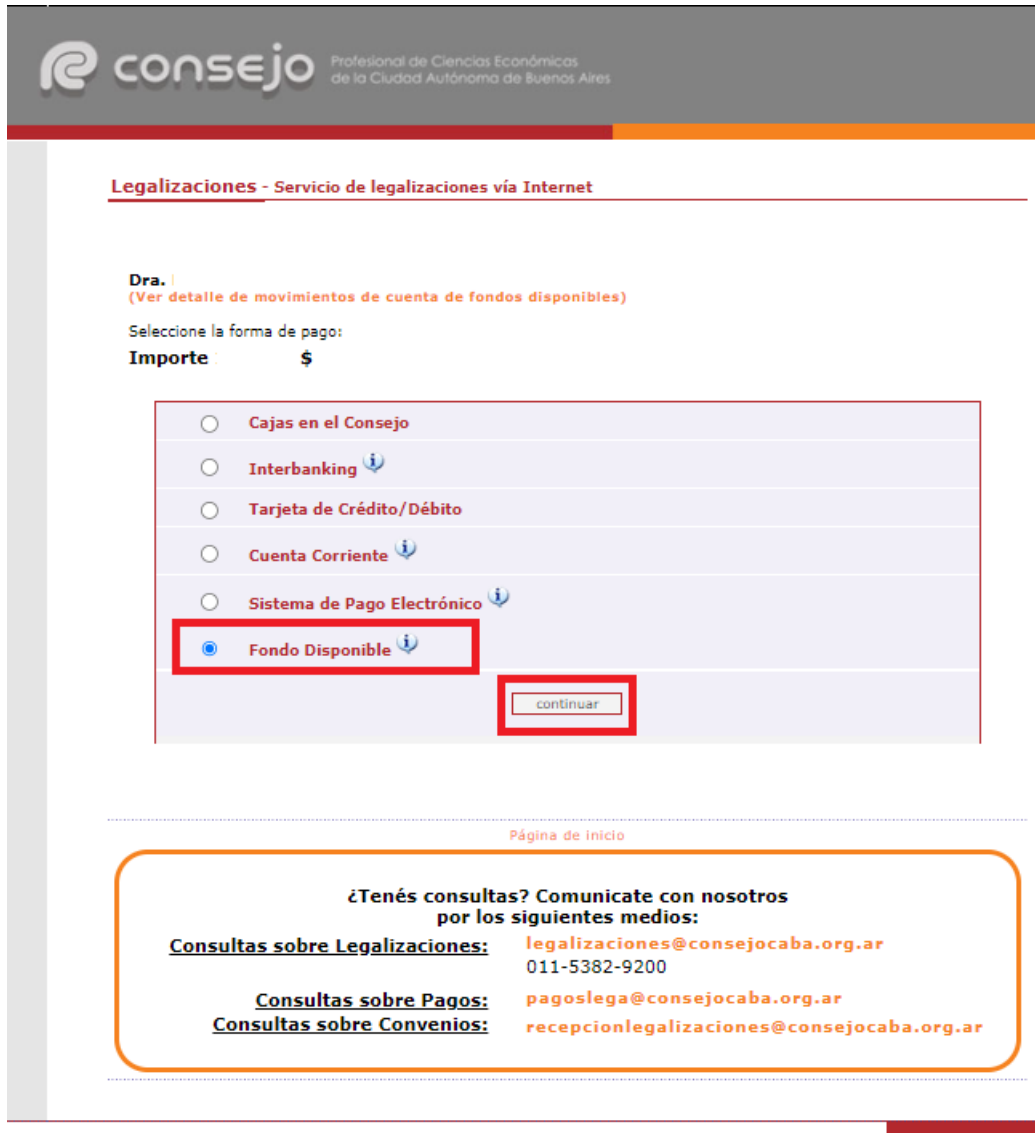 consejo Profesional de Ciencias Económicas
de la Ciudad Autónoma de Buenos Aires
Legalizaciones - Servicio de legalizaciones vía Internet
Dra.
(Ver detalle de movimientos de cuenta de fondos disponibles)
Seleccione la forma de pago:
Importe $
Cajas en el Consejo
Interbanking
Tarjeta de Crédito/Débito
Cuenta Corriente
Sistema de Pago Electrónico
Fondo Disponible
continuar
Página de inicio
¿Tenés consultas? Comunicate con nosotros
por los siguientes medios:
Consultas sobre Legalizaciones: legalizaciones@consejocaba.org.ar
011-5382-9200
Consultas sobre Pagos: pagoslega@consejocaba.org.ar
Consultas sobre Convenios: recepcionlegalizaciones@consejocaba.org.ar